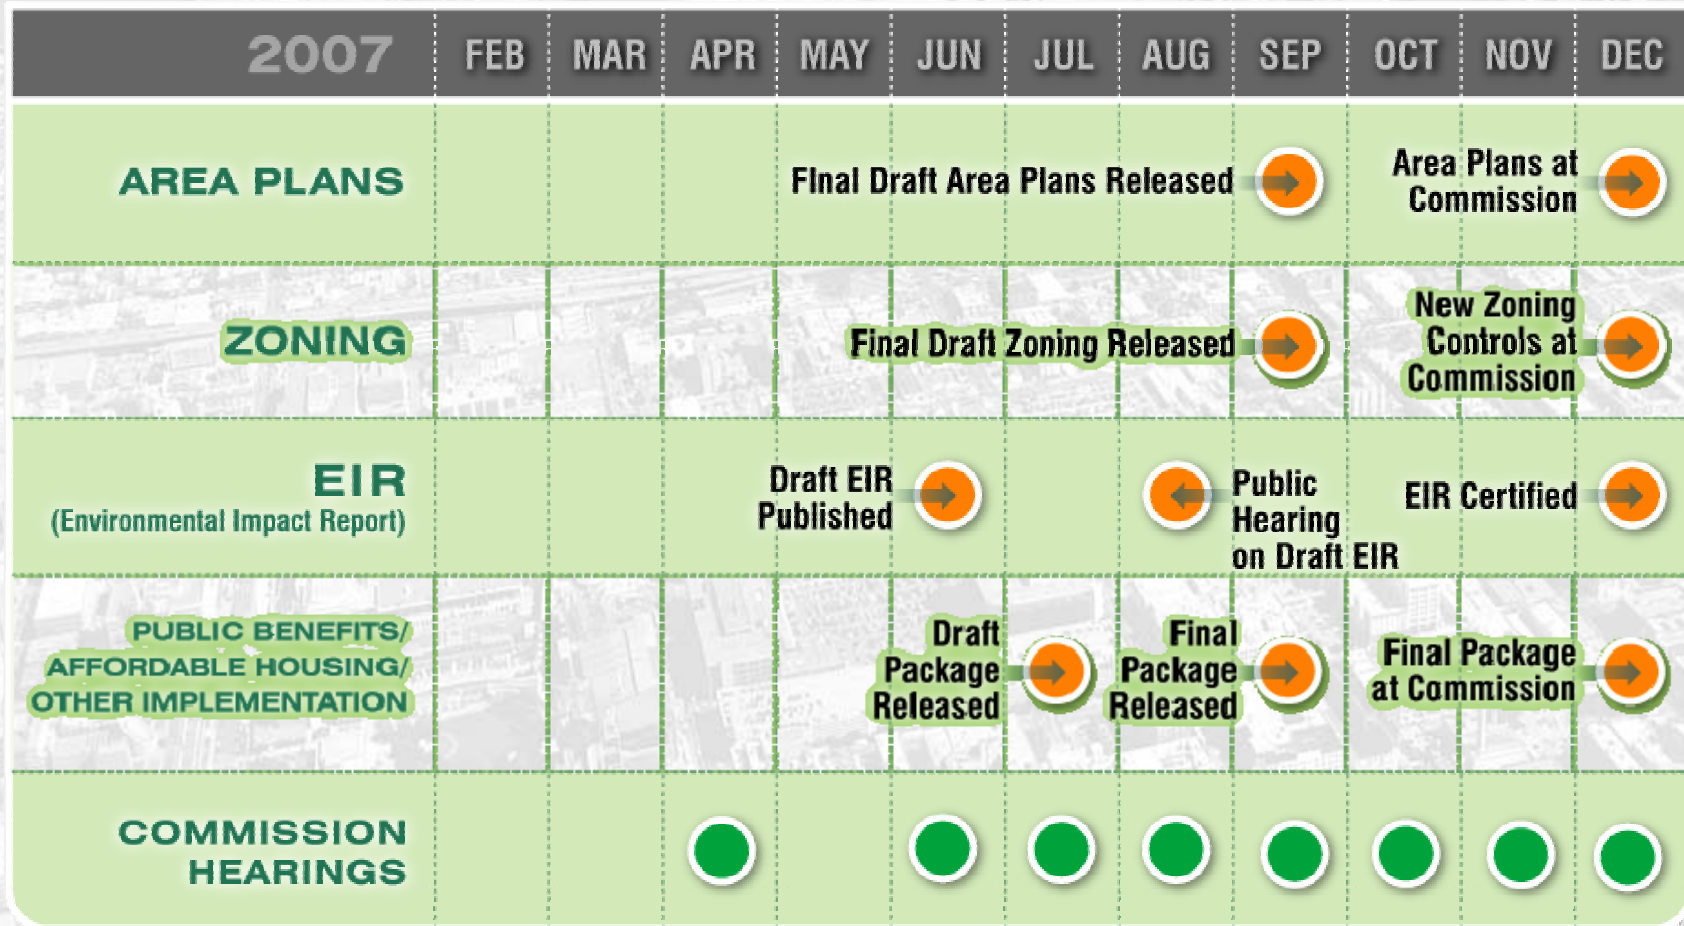 2007 FEB MAR APR MAY JUN JUL AUG SEP OCT NOV DEC
AREA PLANS
FInal Draft Area Plans Released
Area Plans at
Commission
ZONING
Final Draft Zoning Released
New Zoning
Controls at
Commission
EIR
(Environmental Impact Report)
Draft EIR
Published
Public
Hearing
on Draft EIR
EIR Certified
PUBLIC BENEFITS/
AFFORDABLE HOUSING/
OTHER IMPLEMENTATION
Draft
Package
Released
Final
Package
Released
Final Package
at Commission
COMMISSION
HEARINGS